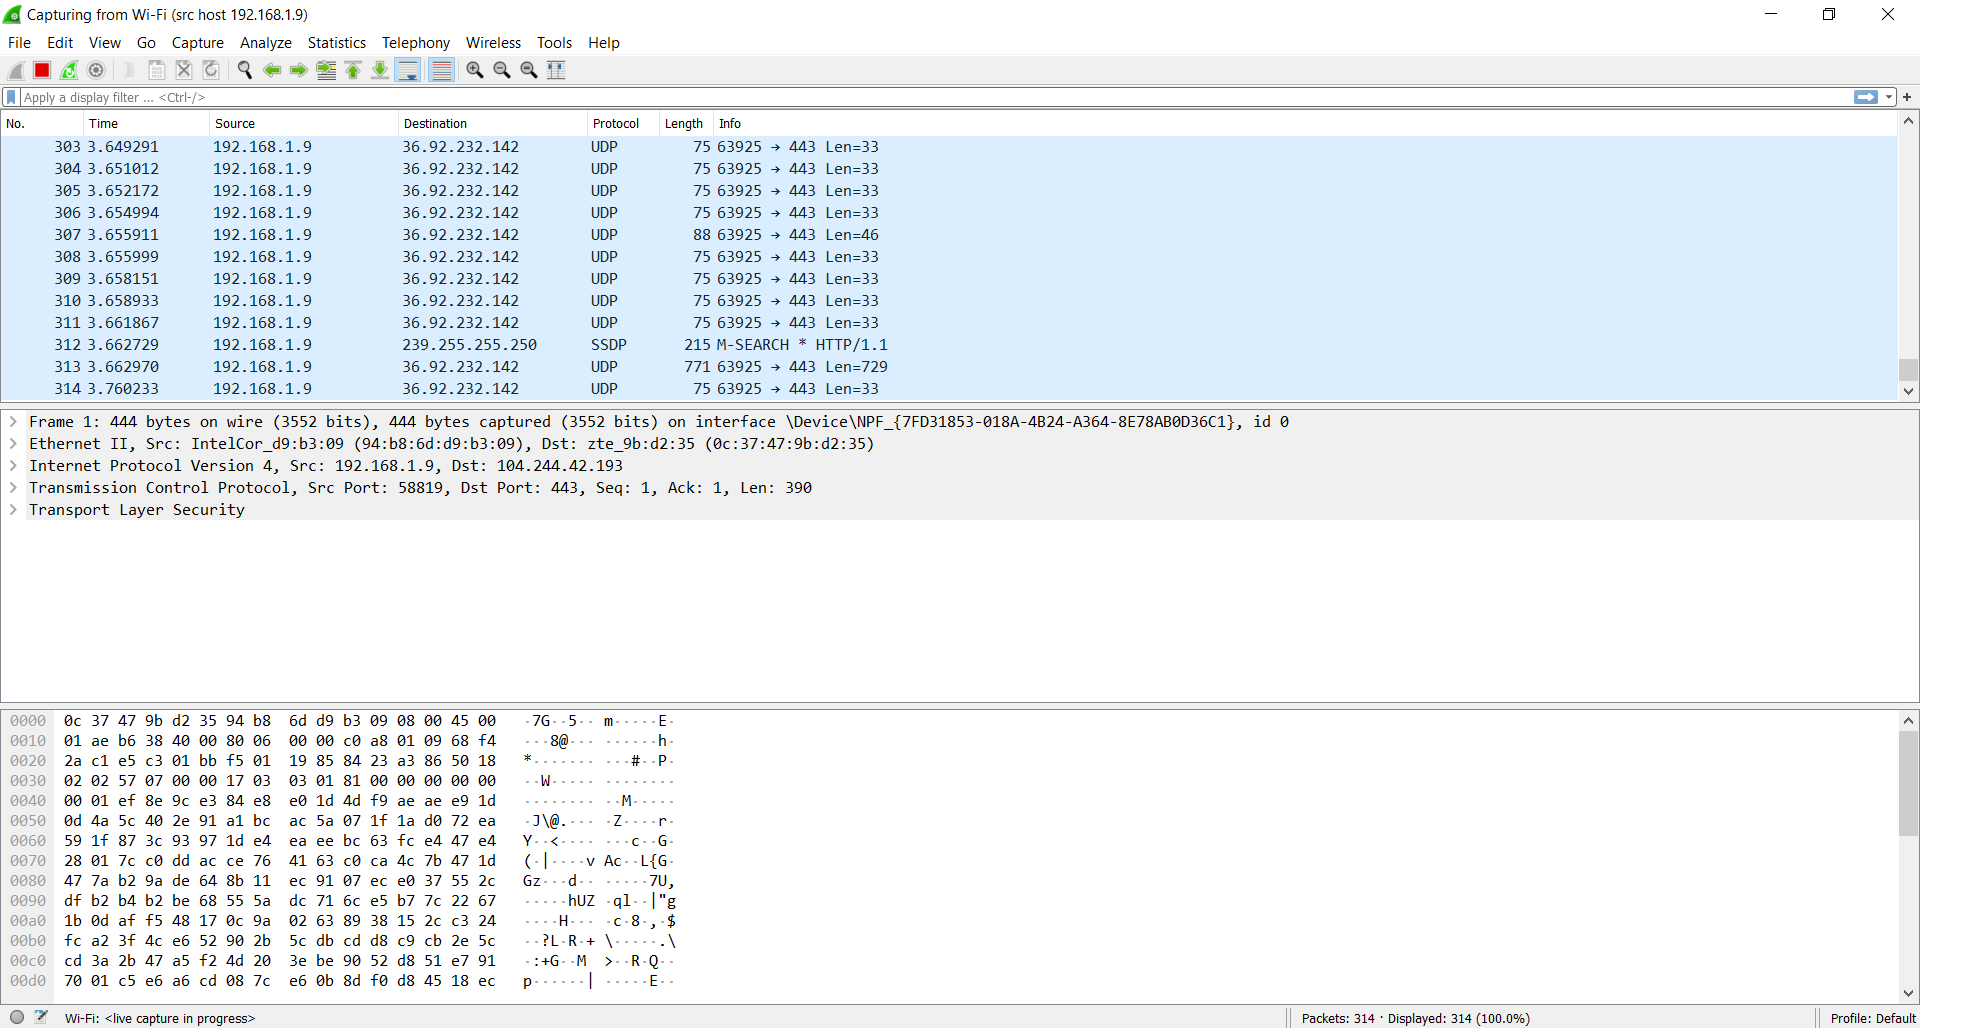 Capturing from Wi-Fi (src host 192.168.1.9)
File Edit View Go Capture Analyze Statistics Telephony Wireless Tools Help
Apply a display filter ... <Ctrl-/>
No. Time Source Destination Protocol Length Info
303 3.649291 192.168.1.9 36.92.232.142 UDP 75 63925 → 443 Len=33
304 3.651012 192.168.1.9 36.92.232.142 UDP 75 63925 → 443 Len=33
305 3.652172 192.168.1.9 36.92.232.142 UDP 75 63925 → 443 Len=33
306 3.654994 192.168.1.9 36.92.232.142 UDP 75 63925 → 443 Len=33
307 3.655911 192.168.1.9 36.92.232.142 UDP 88 63925 → 443 Len=46
308 3.655999 192.168.1.9 36.92.232.142 UDP 75 63925 → 443 Len=33
309 3.658151 192.168.1.9 36.92.232.142 UDP 75 63925 → 443 Len=33
310 3.658933 192.168.1.9 36.92.232.142 UDP 75 63925 → 443 Len=33
311 3.661867 192.168.1.9 36.92.232.142 UDP 75 63925 → 443 Len=33
312 3.662729 192.168.1.9 239.255.255.250 SSDP 215 M-SEARCH * HTTP/1.1
313 3.662970 192.168.1.9 36.92.232.142 UDP 771 63925 → 443 Len=729
314 3.760233 192.168.1.9 36.92.232.142 UDP 75 63925 → 443 Len=33
Frame 1: 444 bytes on wire (3552 bits), 444 bytes captured (3552 bits) on interface \Device\NPF_{7FD31853-018A-4B24-A364-8E78AB0D36C1}, id 0
Ethernet II, Src: IntelCor_d9:b3:09 (94:b8:6d:d9:b3:09), Dst: zte_9b:d2:35 (0c:37:47:9b:d2:35)
Internet Protocol Version 4, Src: 192.168.1.9, Dst: 104.244.42.193
Transmission Control Protocol, Src Port: 58819, Dst Port: 443, Seq: 1, Ack: 1, Len: 390
Transport Layer Security
0000 0c 37 47 9b d2 35 94 b8 6d d9 b3 09 08 00 45 00 ·7G··5·· m·····E·
0010 01 ae b6 38 40 00 80 06 00 00 c0 a8 01 09 68 f4 ···8@··· ······h·
0020 2a c1 e5 c3 01 bb f5 01 19 85 84 23 a3 86 50 18 *······· ···#··P·
0030 02 02 57 07 00 00 17 03 03 01 81 00 00 00 00 00 ··W····· ········
0040 00 01 ef 8e 9c e3 84 e8 e0 1d 4d f9 ae ae e9 1d ········ ··M·····
0050 0d 4a 5c 40 2e 91 a1 bc ac 5a 07 1f 1a d0 72 ea ·J\@.··· ·Z····r·
0060 59 1f 87 3c 93 97 1d e4 ea ee bc 63 fc e4 47 e4 Y··<···· ···c··G·
0070 28 01 7c c0 dd ac ce 76 41 63 c0 ca 4c 7b 47 1d (·|····v Ac··L{G·
0080 47 7a b2 9a de 64 8b 11 ec 91 07 ec e0 37 55 2c Gz···d·· ·····7U,
0090 df b2 b4 b2 be 68 55 5a dc 71 6c e5 b7 7c 22 67 ·····hUZ ·ql··|"g
00a0 1b 0d af f5 48 17 0c 9a 02 63 89 38 15 2c c3 24 ····H··· ·c·8·,·$
00b0 fc a2 3f 4c e6 52 90 2b 5c db cd d8 c9 cb 2e 5c ··?L·R·+ \·····.\
00c0 cd 3a 2b 47 a5 f2 4d 20 3e be 90 52 d8 51 e7 91 ·:+G··M  >··R·Q··
00d0 70 01 c5 e6 a6 cd 08 7c e6 0b 8d f0 d8 45 18 ec p······| ·····E··
Wi-Fi: <live capture in progress> Packets: 314 · Displayed: 314 (100.0%) Profile: Default